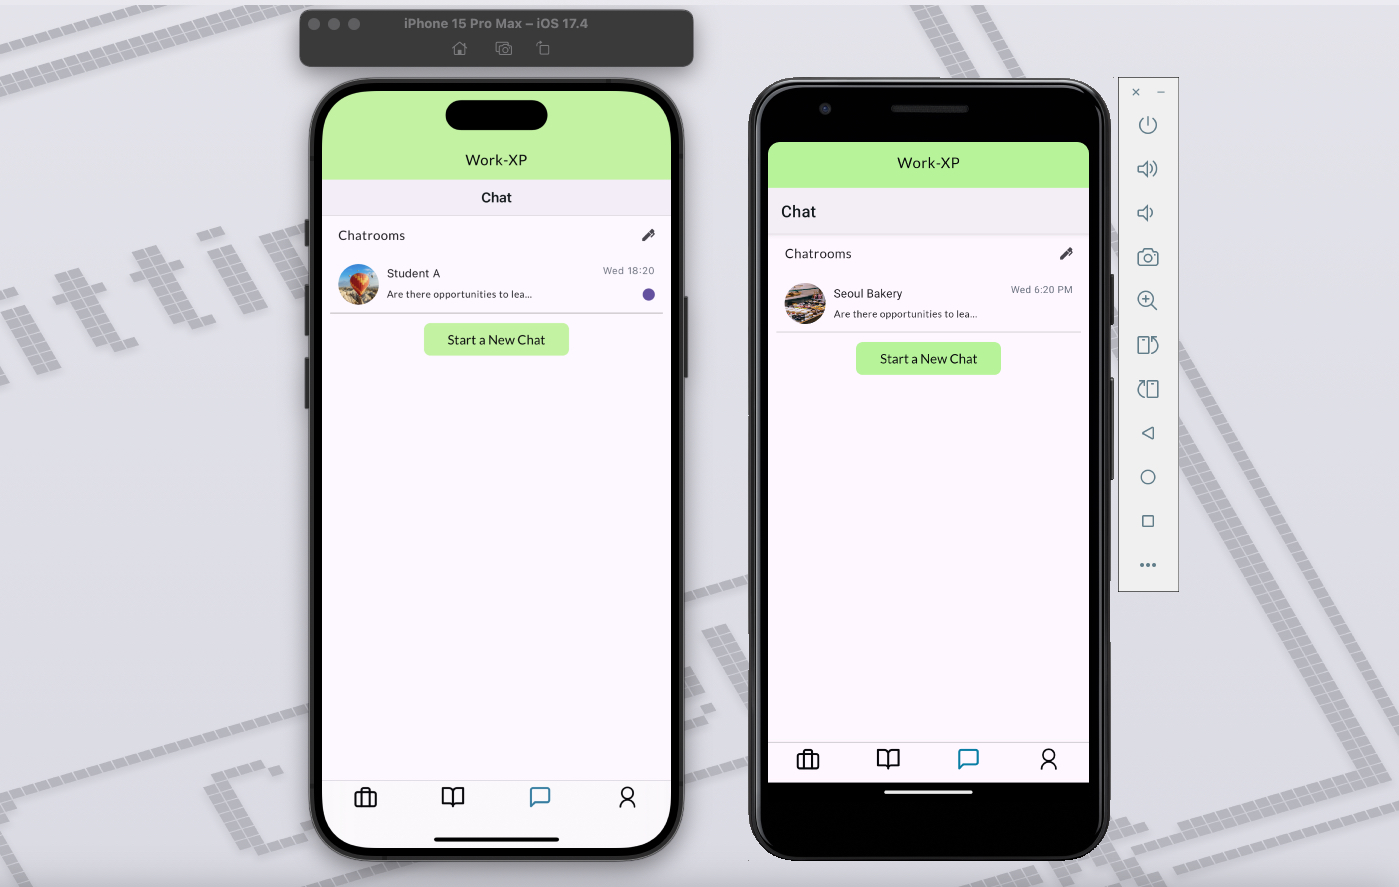 iPhone 15 Pro Max – iOS 17.4
Work-XP
Chat
Chatrooms
Student A
Wed 18:20
Are there opportunities to lea...
Start a New Chat
Work-XP
Chat
Chatrooms
Seoul Bakery
Wed 6:20 PM
Are there opportunities to lea...
Start a New Chat